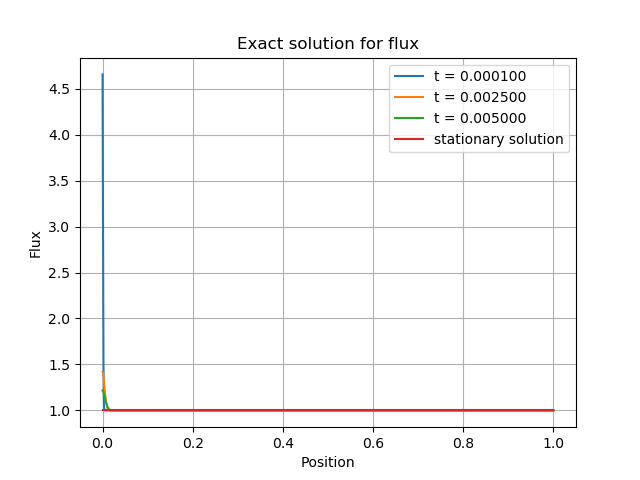 Exact solution for flux
t = 0.000100
t = 0.002500
t = 0.005000
stationary solution
4.5
4.0
3.5
3.0
2.5
2.0
1.5
1.0
Flux
0.0 0.2 0.4 0.6 0.8 1.0
Position